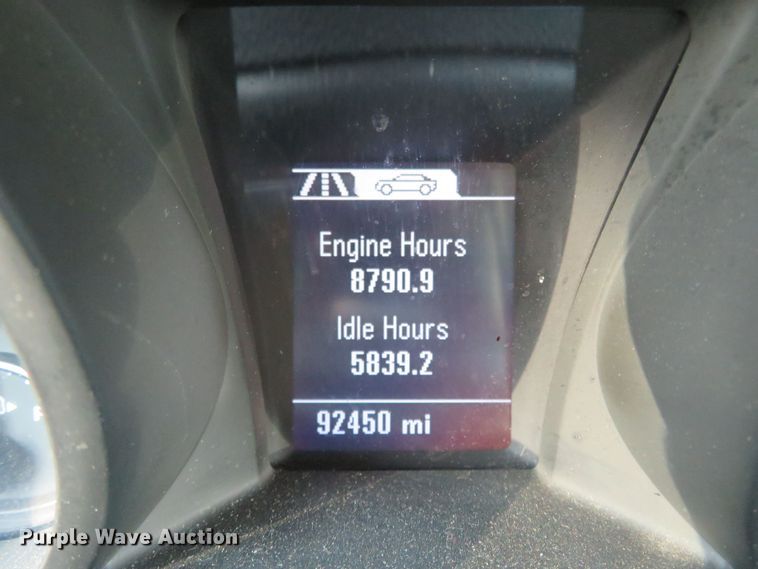 Engine Hours
8790.9
Idle Hours
5839.2
92450 mi
Purple Wave Auction